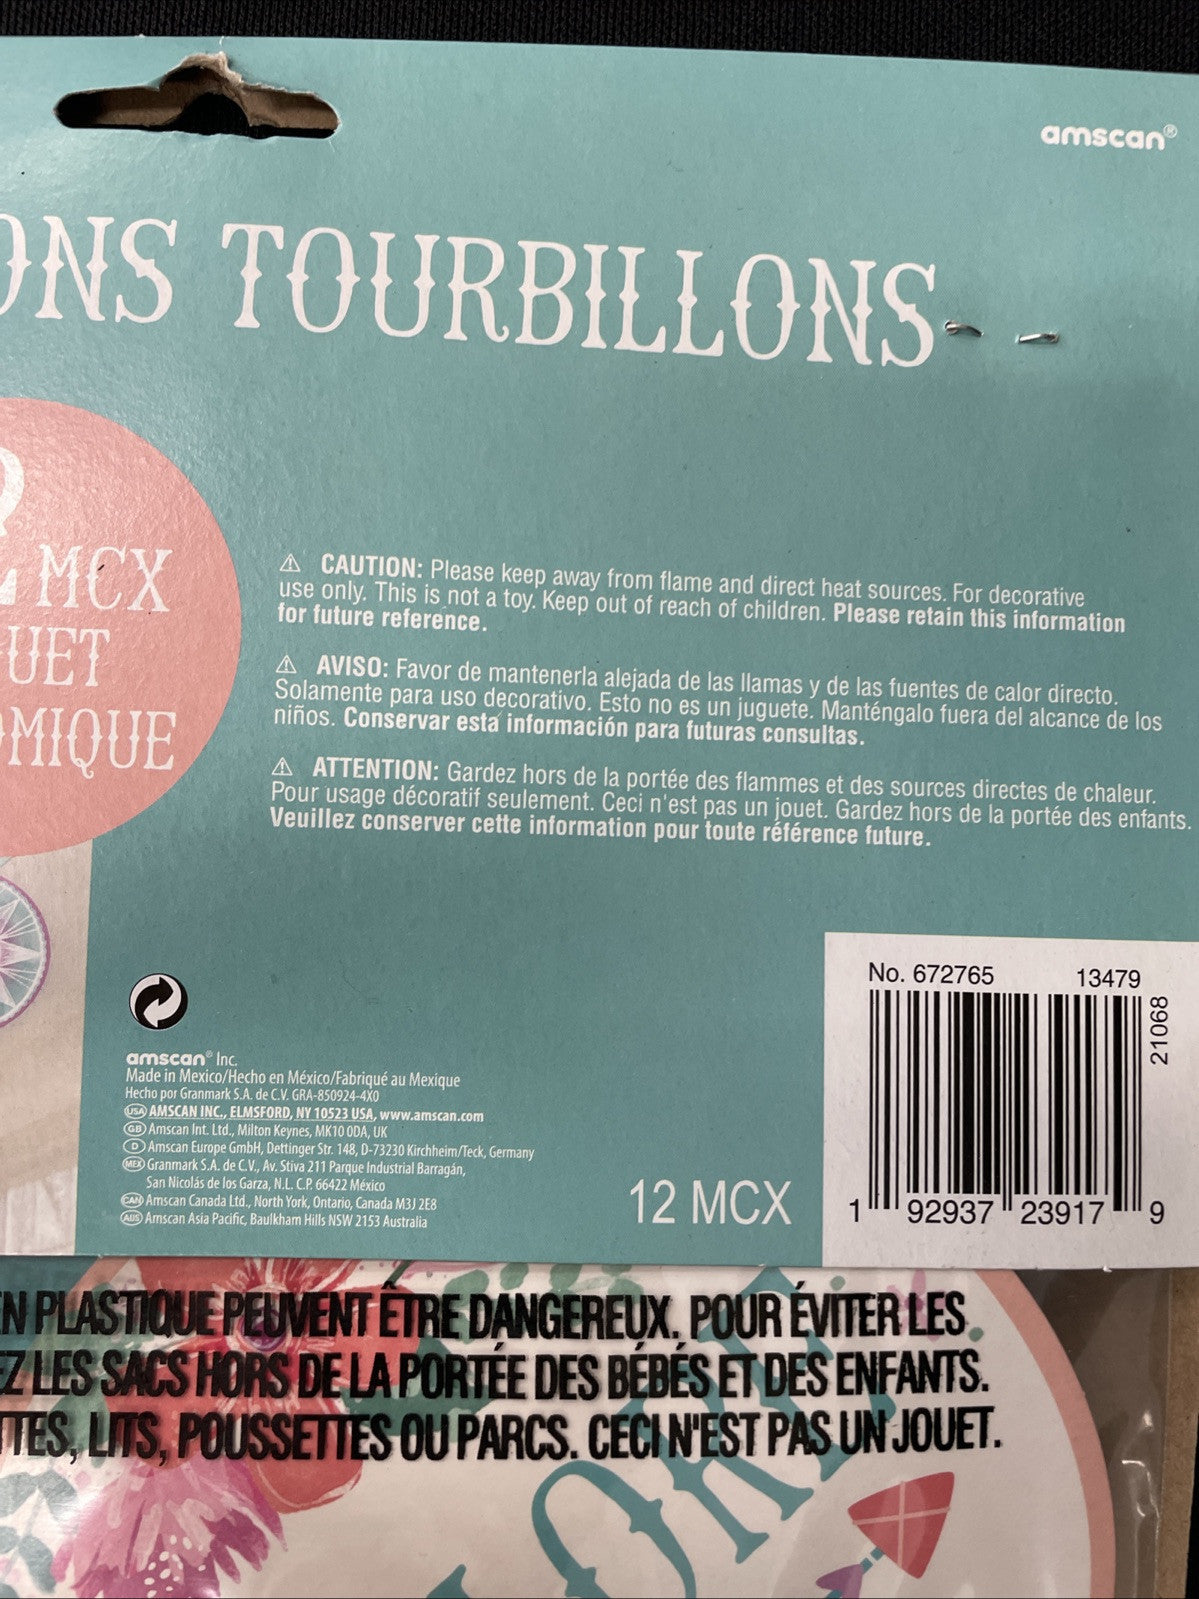 amscan®
ONS TOURBILLONS
MCX
UET
OMIQUE
⚠ CAUTION: Please keep away from flame and direct heat sources. For decorative
use only. This is not a toy. Keep out of reach of children. Please retain this information
for future reference.
⚠ AVISO: Favor de mantenerla alejada de las llamas y de las fuentes de calor directo.
Solamente para uso decorativo. Esto no es un juguete. Manténgalo fuera del alcance de los
niños. Conservar está información para futuras consultas.
⚠ ATTENTION: Gardez hors de la portée des flammes et des sources directes de chaleur.
Pour usage décoratif seulement. Ceci n'est pas un jouet. Gardez hors de la portée des enfants.
Veuillez conserver cette information pour toute référence future.
amscan® Inc.
Made in Mexico/Hecho en México/Fabriqué au Mexique
Hecho por Granmark S.A. de C.V. GRA-850924-4X0
USA AMSCAN INC., ELMSFORD, NY 10523 USA, www.amscan.com
GB Amscan Int. Ltd., Milton Keynes, MK10 0DA, UK
D Amscan Europe GmbH, Dettinger Str. 148, D-73230 Kirchheim/Teck, Germany
MEX Granmark S.A. de C.V., Av. Stiva 211 Parque Industrial Barragán,
San Nicolás de los Garza, N.L. C.P. 66422 México
CAN Amscan Canada Ltd., North York, Ontario, Canada M3J 2E8
AUS Amscan Asia Pacific, Baulkham Hills NSW 2153 Australia
12 MCX
No. 672765 13479
21068
1 92937 23917 9
EN PLASTIQUE PEUVENT ÊTRE DANGEREUX. POUR ÉVITER LES
Z LES SACS HORS DE LA PORTÉE DES BÉBÉS ET DES ENFANTS.
TTES, LITS, POUSSETTES OU PARCS. CECI N'EST PAS UN JOUET.